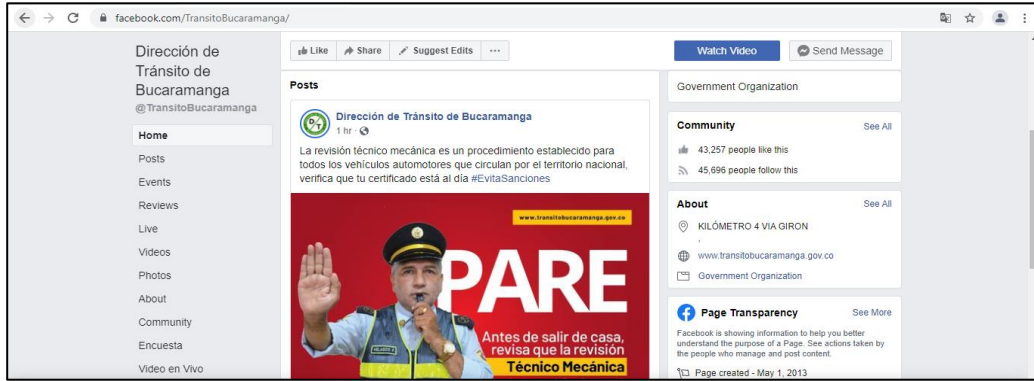 facebook.com/TransitoBucaramanga/
Dirección de
Tránsito de
Bucaramanga
@TransitoBucaramanga
Home
Posts
Events
Reviews
Live
Videos
Photos
About
Community
Encuesta
Video en Vivo
Like Share Suggest Edits ...
Posts
Dirección de Tránsito de Bucaramanga
1 hr ·
La revisión técnico mecánica es un procedimiento establecido para
todos los vehículos automotores que circulan por el territorio nacional,
verifica que tu certificado está al día #EvitaSanciones
www.transitobucaramanga.gov.co
PARE
Antes de salir de casa,
revisa que la revisión
Técnico Mecánica
Watch Video Send Message
Government Organization
Community See All
43,257 people like this
45,696 people follow this
About See All
KILÓMETRO 4 VIA GIRON
,
www.transitobucaramanga.gov.co
Government Organization
Page Transparency See More
Facebook is showing information to help you better
understand the purpose of a Page. See actions taken by
the people who manage and post content.
Page created - May 1, 2013